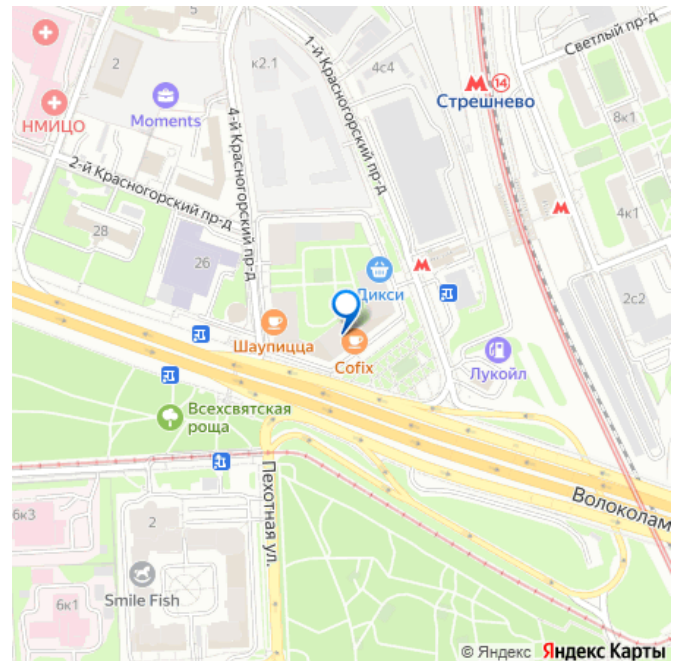 2
к2.1
1-й Красногорский пр-д
4с4
14
Стрешнево
Светлый пр-д
НМИЦО
Moments
4-й Красногорский пр-д
8к1
2-й Красногорский пр-д
28
26
4к1
Дикси
2с2
Шаупицца
Cofix
Лукойл
Всехсвятская
роща
Пехотная ул.
Волоколам
6к3
2
Smile Fish
6к1
© Яндекс Яндекс Карты